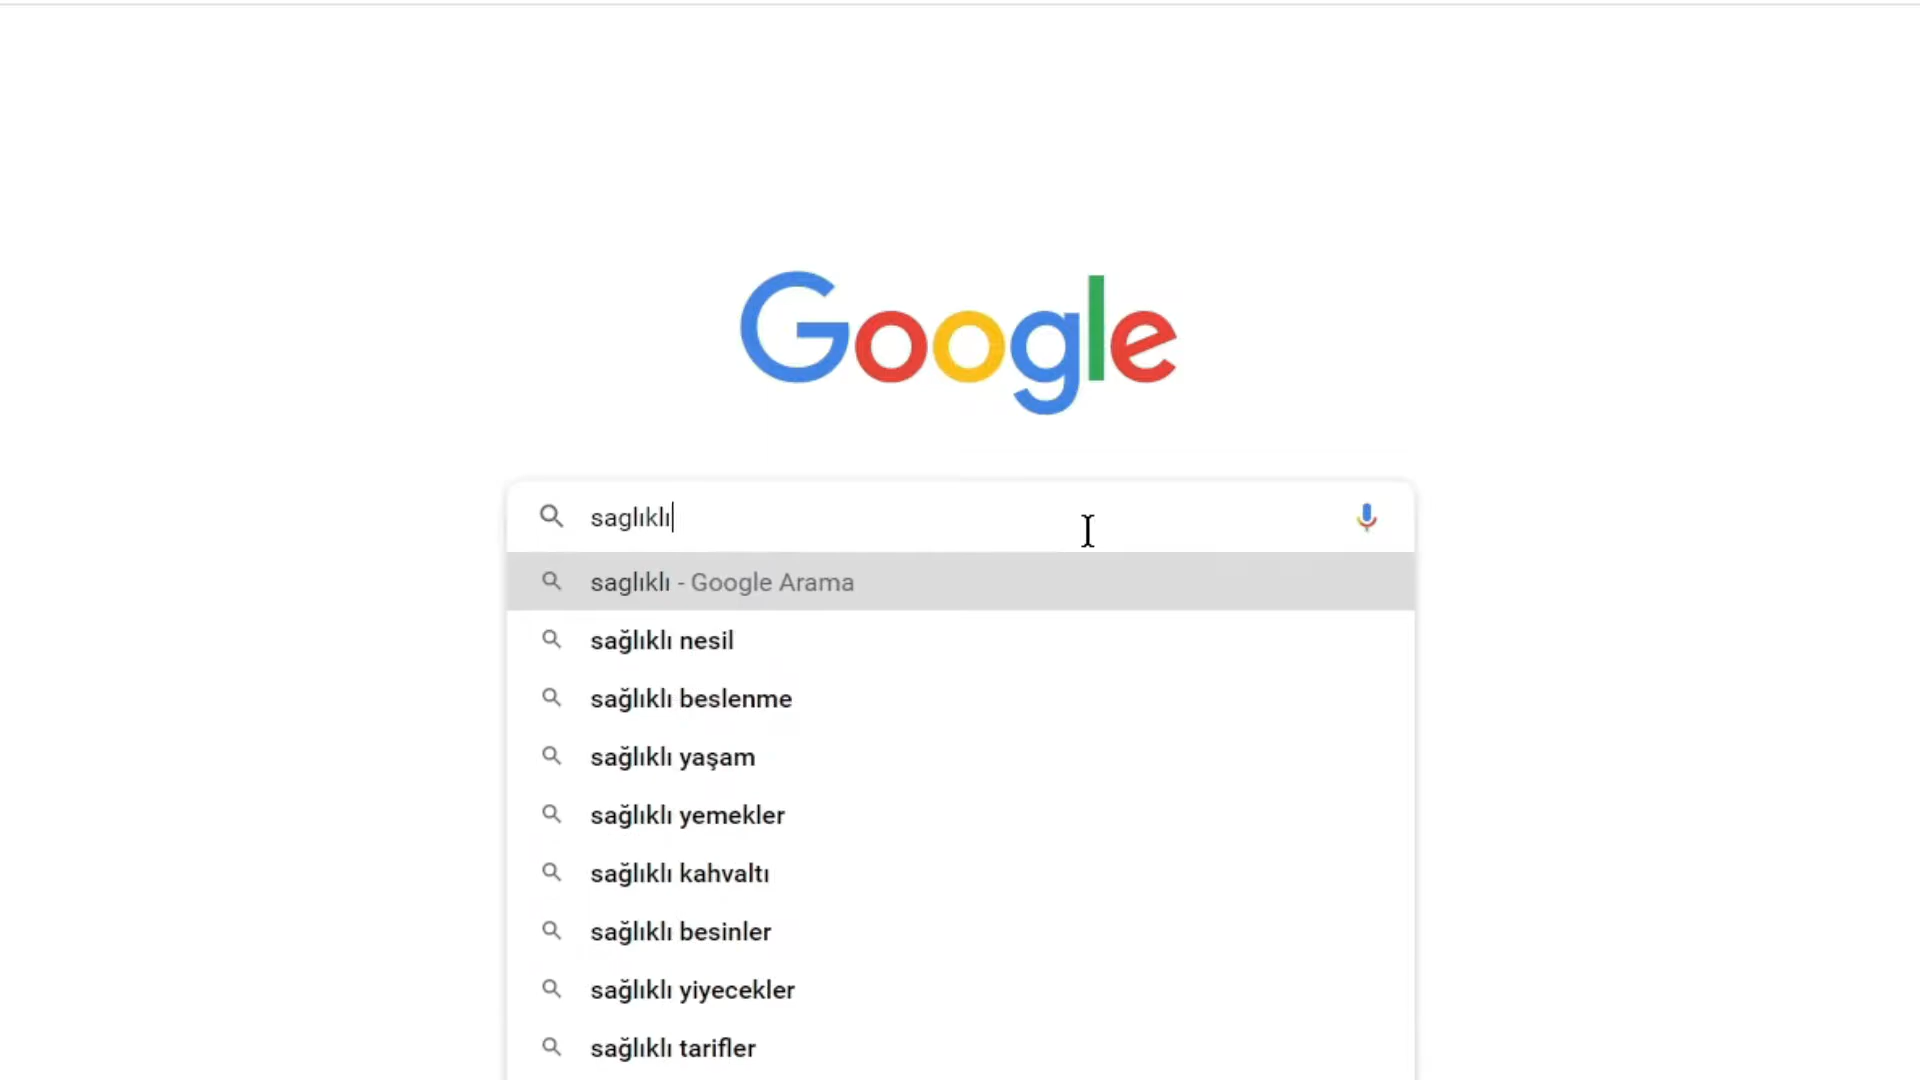 Google
saglıklı
saglıklı - Google Arama
sağlıklı nesil
sağlıklı beslenme
sağlıklı yaşam
sağlıklı yemekler
sağlıklı kahvaltı
sağlıklı besinler
sağlıklı yiyecekler
sağlıklı tarifler